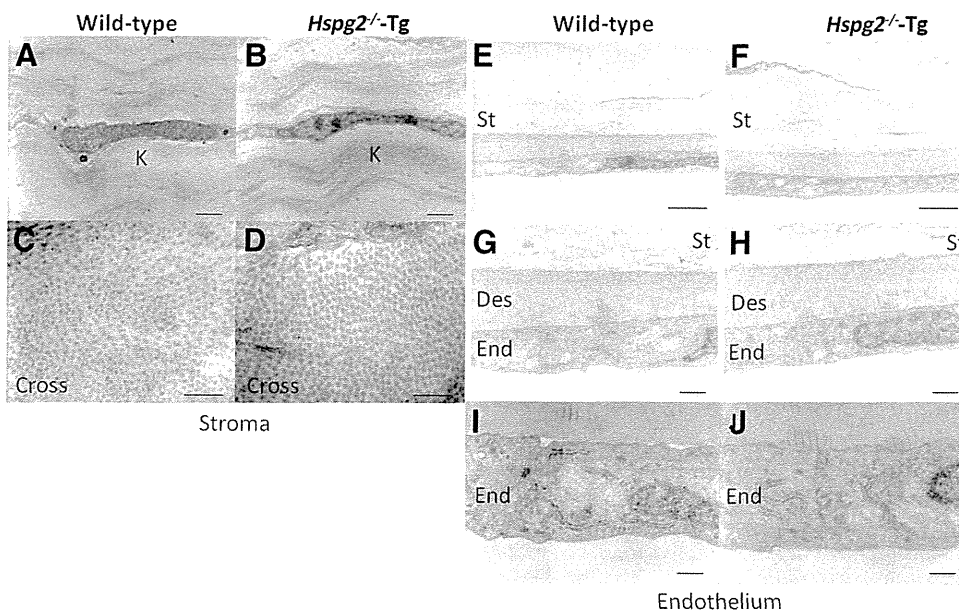 Wild-type Hspg2-/--Tg Wild-type Hspg2-/--Tg
A B E F
St St
K K
C D G St H S
Des Des
End End
Cross Cross
Stroma
I J
End End
Endothelium